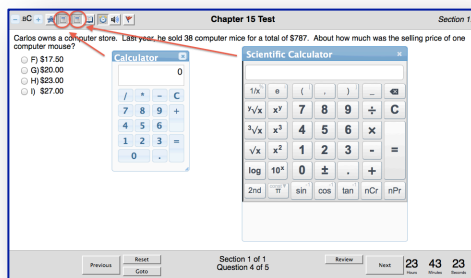 BC
Chapter 15 Test
Section 1
Carlos owns a computer store. Last year, he sold 38 computer mice for a total of $787. About how much was the selling price of one
computer mouse?
F) $17.50
G) $20.00
H) $23.00
I) $27.00
Calculator
0
/ * - C
7 8 9 +
4 5 6
1 2 3 =
0 .
Scientific Calculator
1/x e ( , ) _
ʸ√x xʸ 7 8 9 ÷ C
³√x x³ 4 5 6 ×
√x x² 1 2 3 - =
log 10ˣ 0 ± . +
2nd π sin cos tan nCr nPr
Previous
Reset
Goto
Section 1 of 1
Question 4 of 5
Review
Next
23 43 23
Hours Minutes Seconds